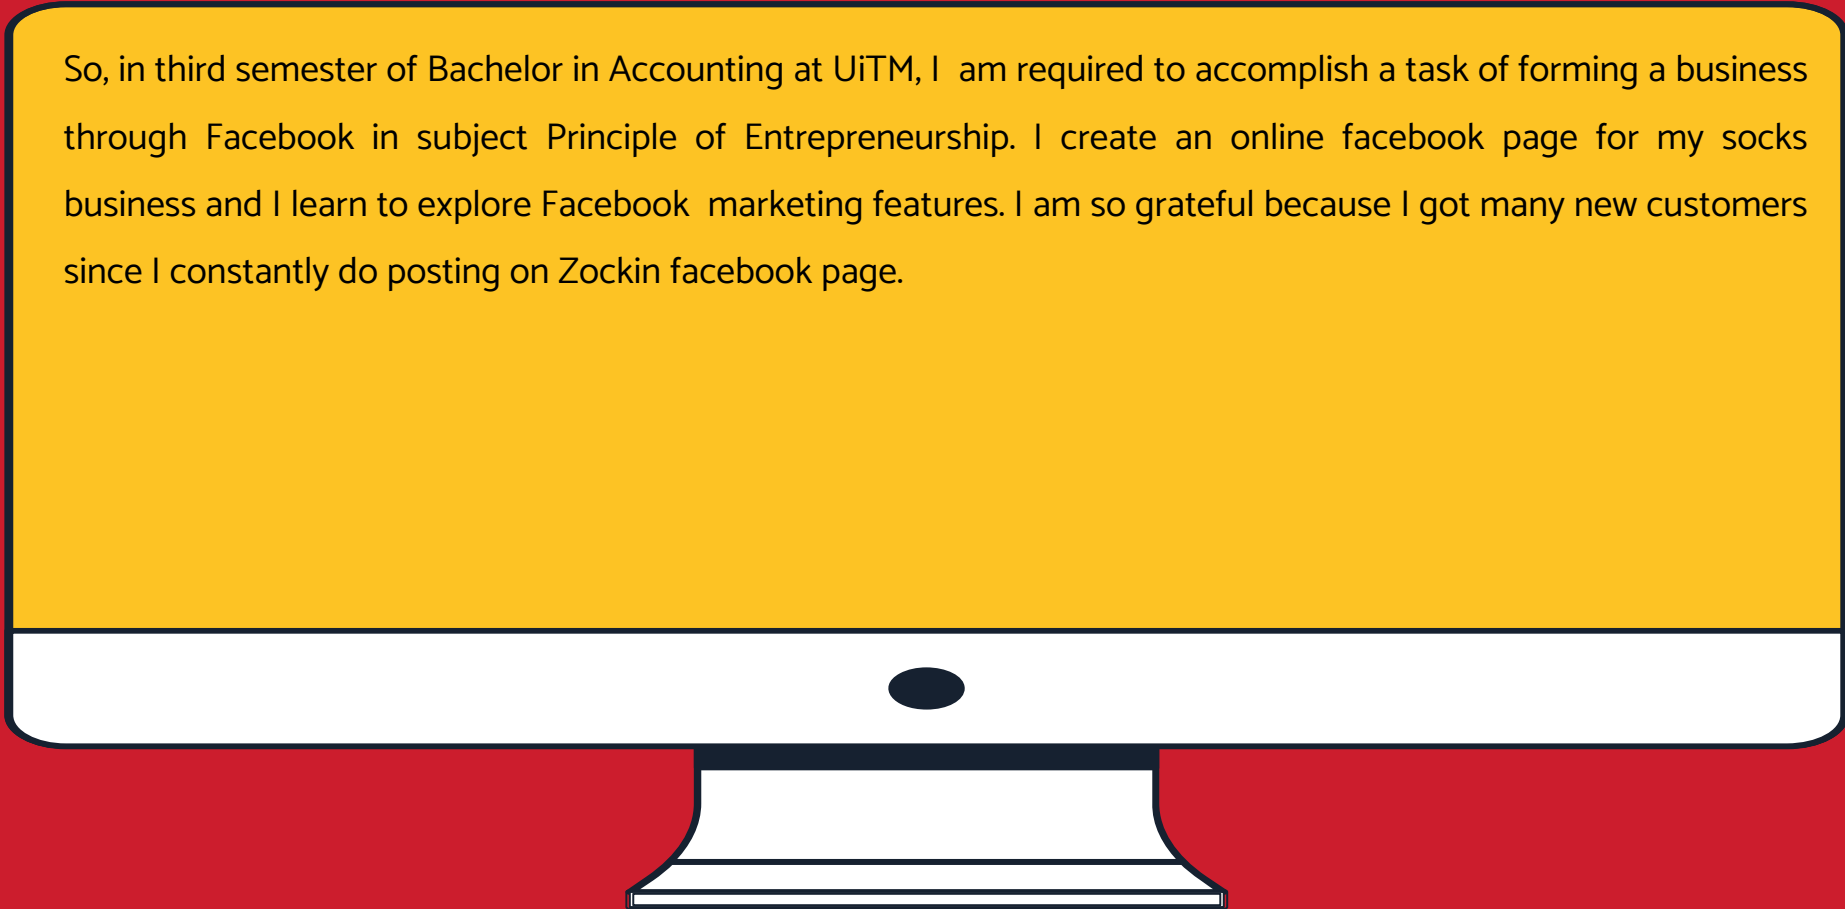 So, in third semester of Bachelor in Accounting at UiTM, I am required to accomplish a task of forming a business
through Facebook in subject Principle of Entrepreneurship. I create an online facebook page for my socks
business and I learn to explore Facebook marketing features. I am so grateful because I got many new customers
since I constantly do posting on Zockin facebook page.